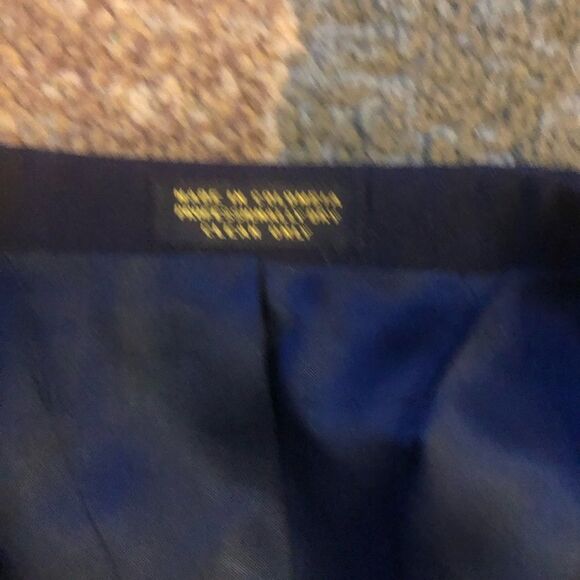 MADE IN COLOMBIA
PROFESSIONALLY DRY
CLEAN ONLY